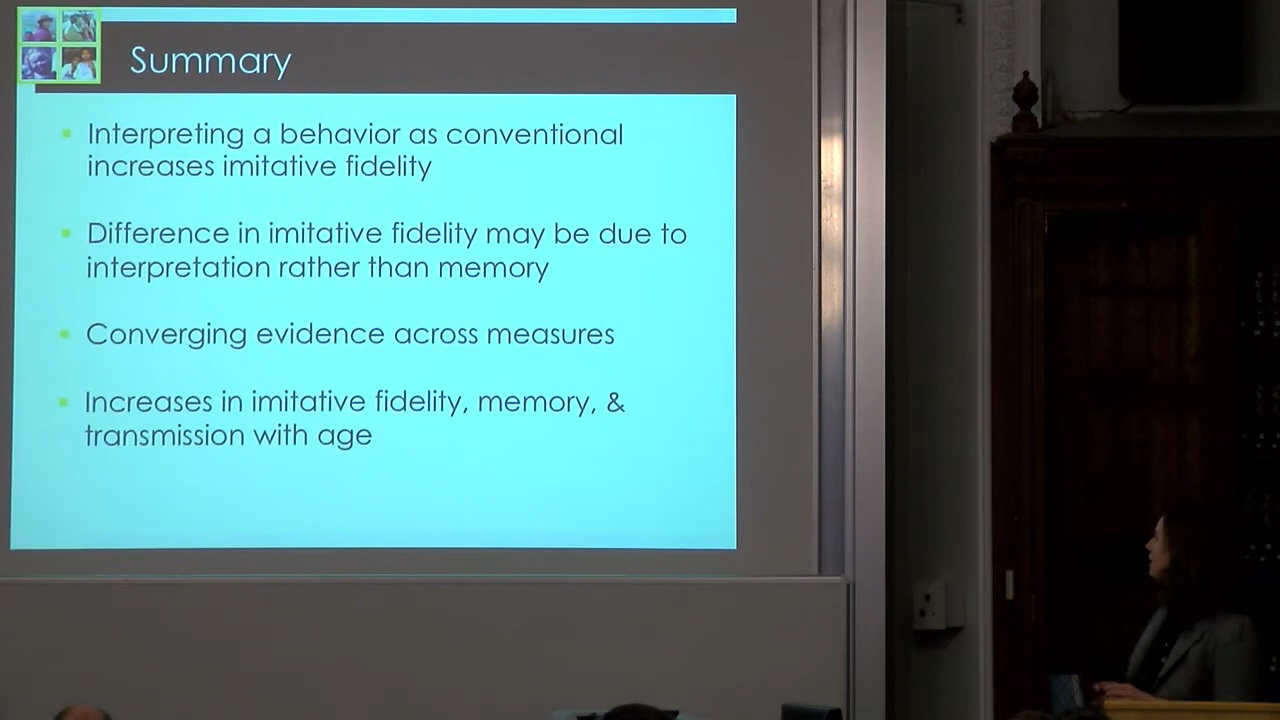 Summary
Interpreting a behavior as conventional
increases imitative fidelity
Difference in imitative fidelity may be due to
interpretation rather than memory
Converging evidence across measures
Increases in imitative fidelity, memory, &
transmission with age